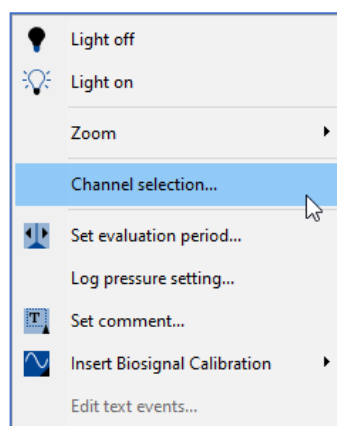 Light off
Light on
Zoom
Channel selection...
Set evaluation period...
Log pressure setting...
T
Set comment...
Insert Biosignal Calibration
Edit text events...